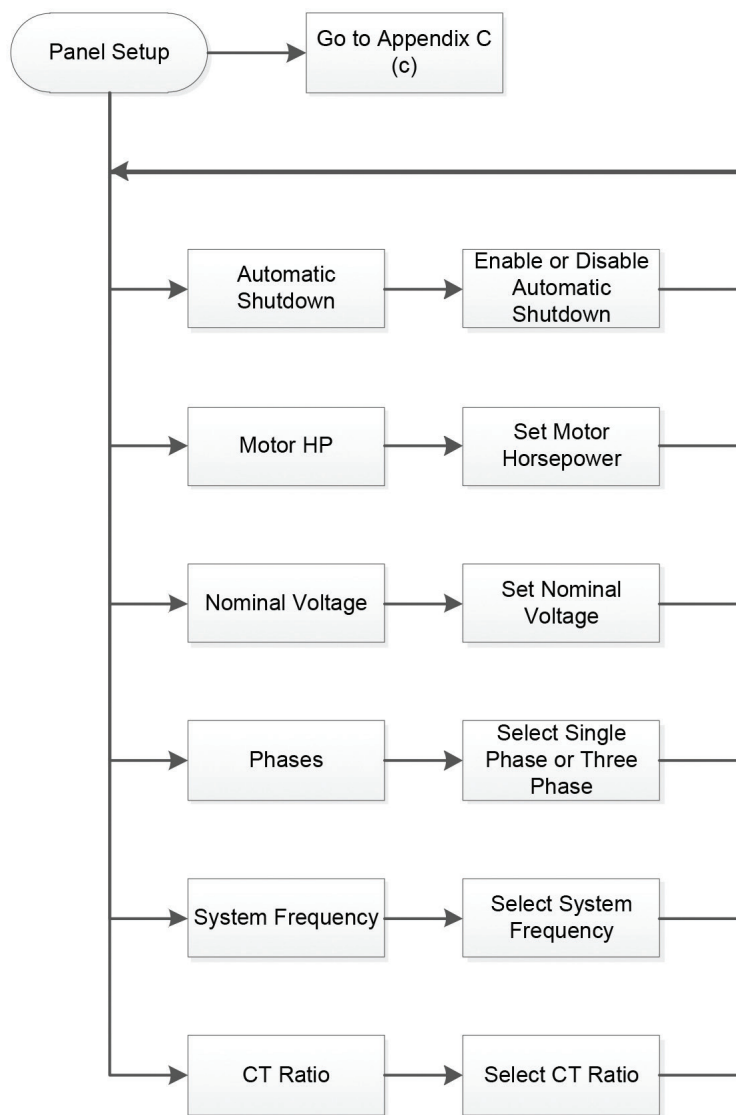 Panel Setup
Go to Appendix C
(c)
Automatic
Shutdown
Enable or Disable
Automatic
Shutdown
Motor HP
Set Motor
Horsepower
Nominal Voltage
Set Nominal
Voltage
Phases
Select Single
Phase or Three
Phase
System Frequency
Select System
Frequency
CT Ratio
Select CT Ratio